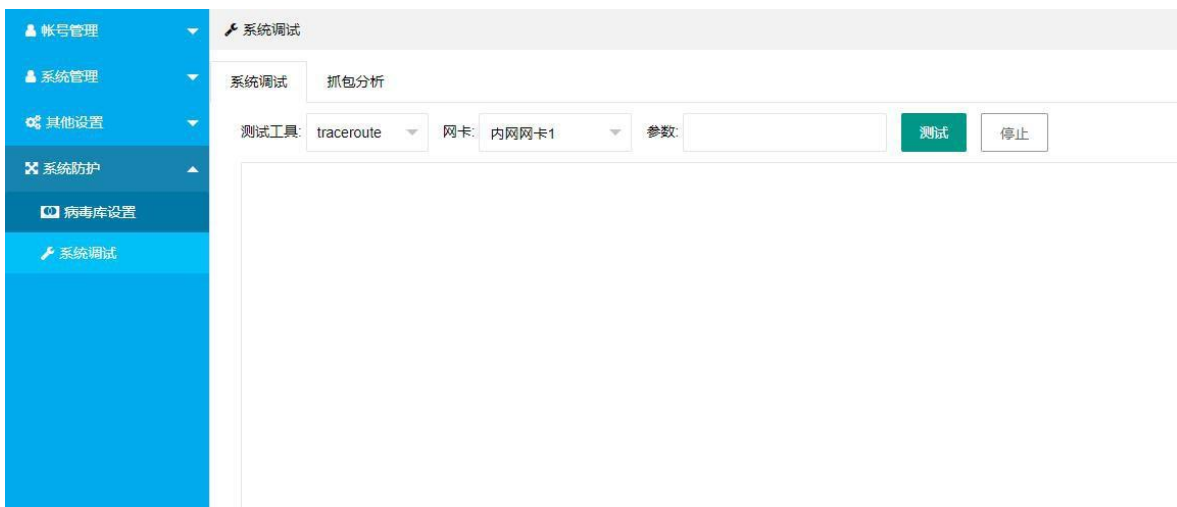 帐号管理
系统管理
其他设置
系统防护
病毒库设置
系统调试
系统调试
系统调试 抓包分析
测试工具: traceroute 网卡: 内网网卡1 参数: 测试 停止